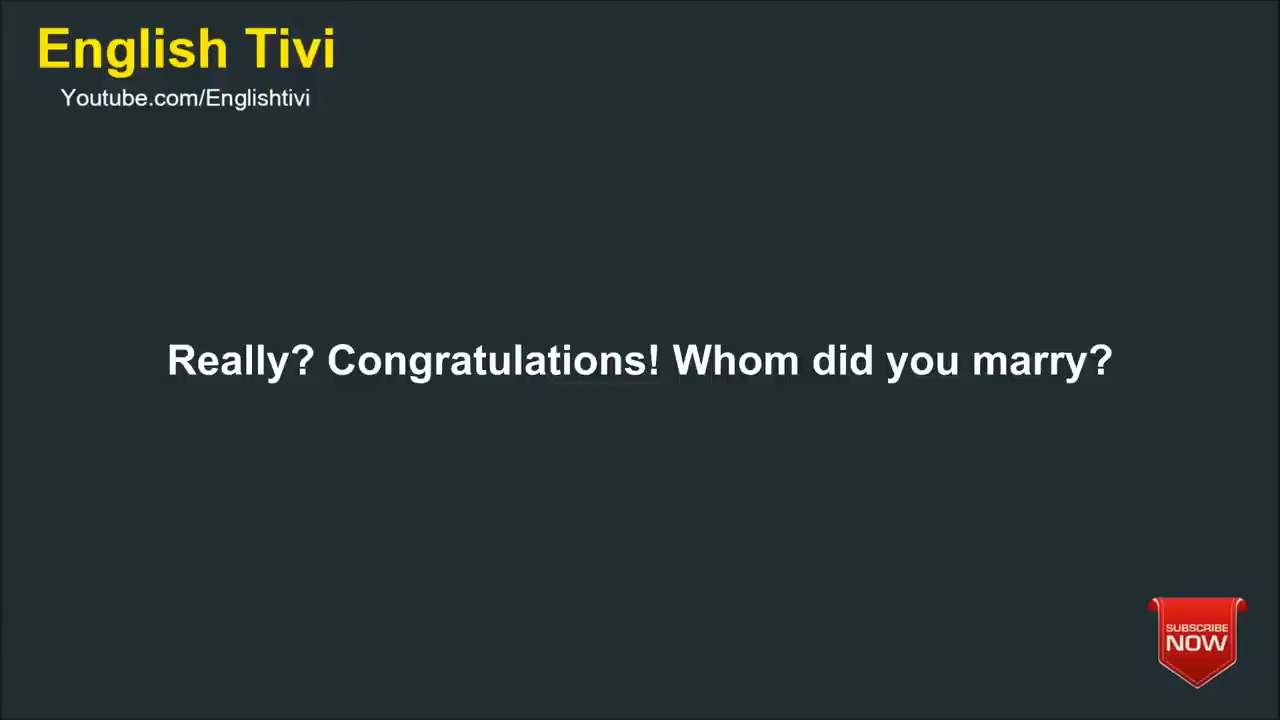 English Tivi
Youtube.com/Englishtivi
Really? Congratulations! Whom did you marry?
SUBSCRIBE
NOW